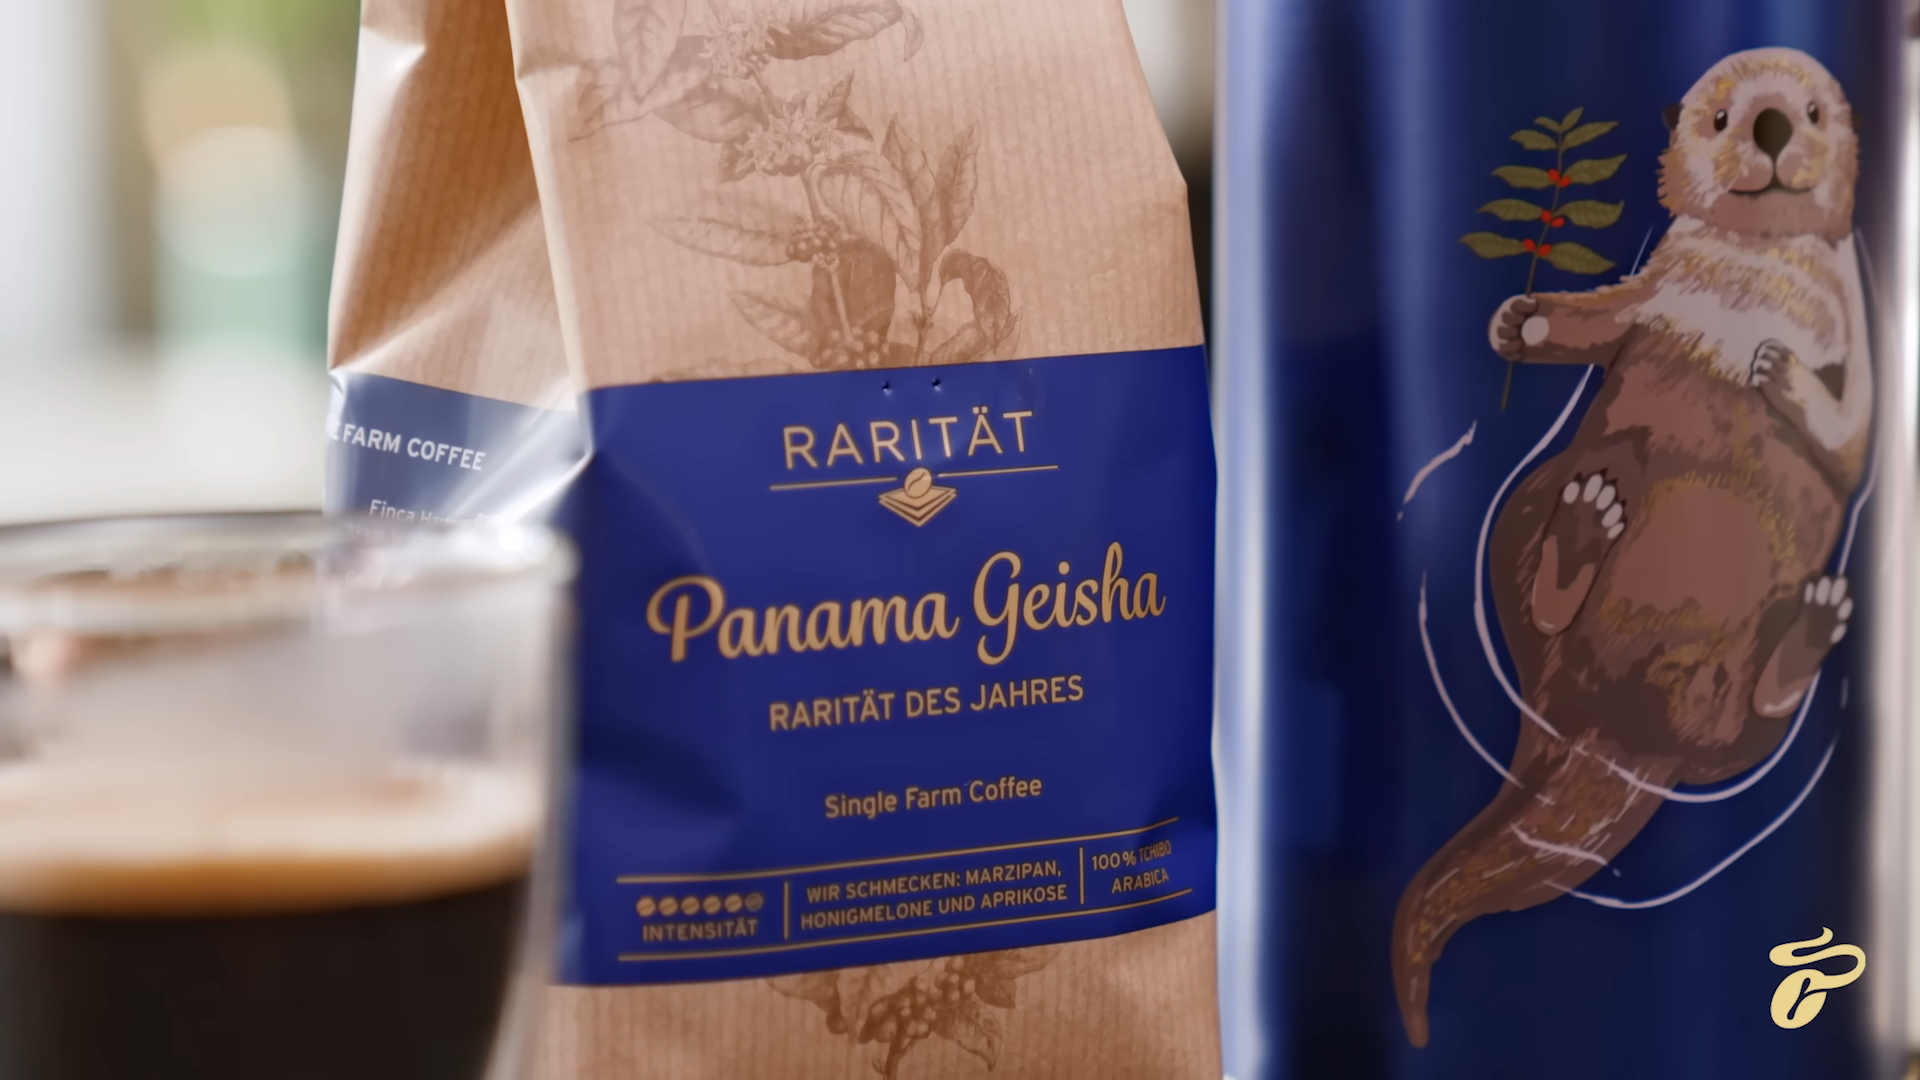 FARM COFFEE
Finca
RARITÄT
Panama Geisha
RARITÄT DES JAHRES
Single Farm Coffee
INTENSITÄT
WIR SCHMECKEN: MARZIPAN,
HONIGMELONE UND APRIKOSE
100% TCHIBO
ARABICA